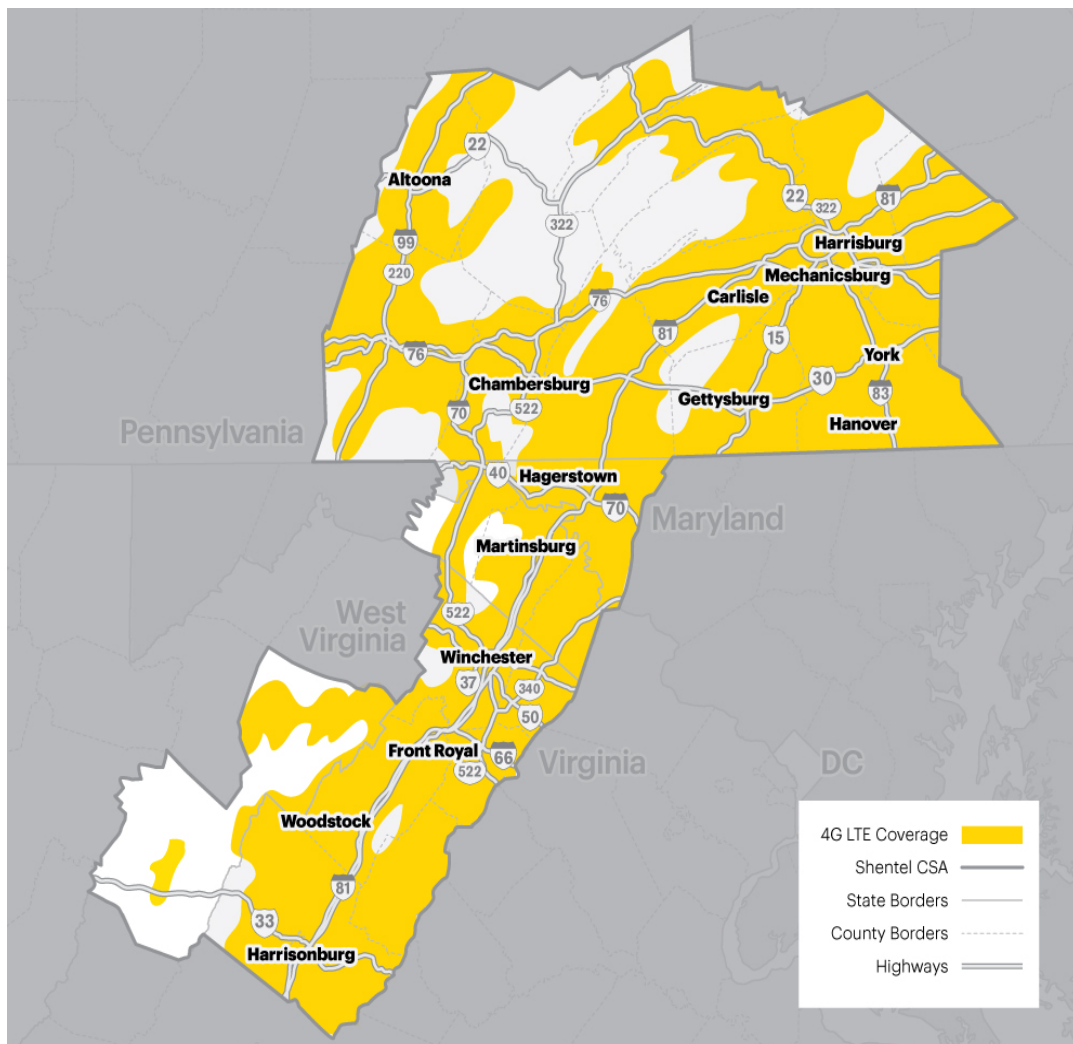 22
Altoona
322
22
322
81
99
Harrisburg
220
Mechanicsburg
76
Carlisle
81
15
76
York
Chambersburg
30
Gettysburg
83
70
522
Hanover
Pennsylvania
40
Hagerstown
70
Maryland
Martinsburg
West
Virginia
522
Winchester
37
340
50
Front Royal
66
Virginia
DC
522
Woodstock
81
33
Harrisonburg
4G LTE Coverage
Shentel CSA
State Borders
County Borders
Highways